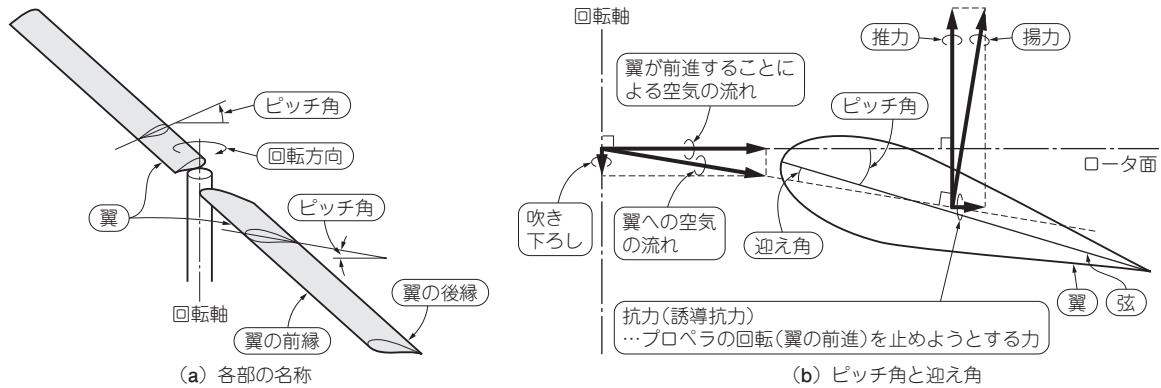 ピッチ角
回転方向
翼
ピッチ角
回転軸
翼の後縁
翼の前縁
(a) 各部の名称
回転軸
推力
揚力
翼が前進することに
よる空気の流れ
ピッチ角
ロータ面
吹き
下ろし
翼への空気
の流れ
迎え角
翼
弦
抗力(誘導抗力)
…プロペラの回転(翼の前進)を止めようとする力
(b) ピッチ角と迎え角